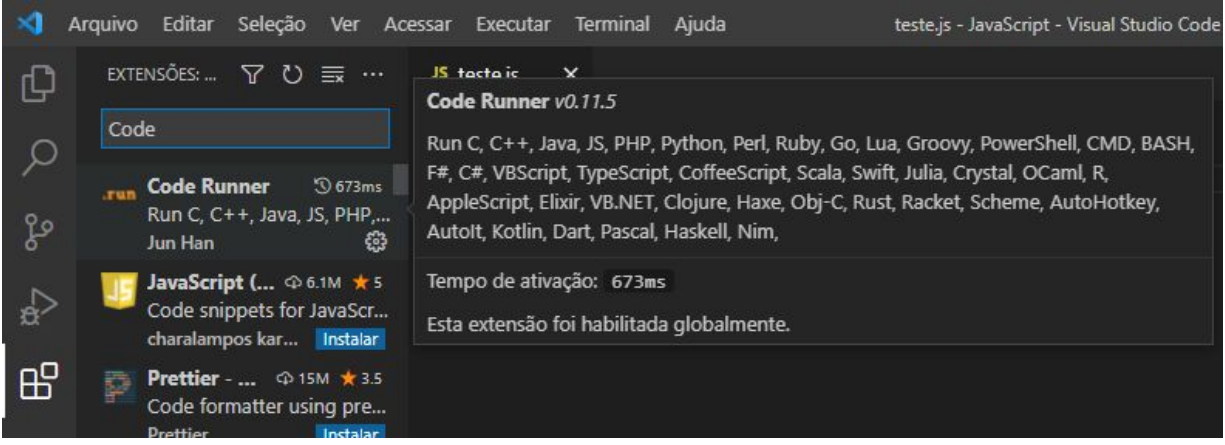 Arquivo Editar Seleção Ver Acessar Executar Terminal Ajuda teste.js - JavaScript - Visual Studio Code
EXTENSÕES: ...
JS teste.js
Code
Code Runner 673ms
Run C, C++, Java, JS, PHP,...
Jun Han
JavaScript (... 6.1M ★ 5
Code snippets for JavaScr...
charalampos kar... Instalar
Prettier - ... 15M ★ 3.5
Code formatter using pre...
Prettier Instalar
Code Runner v0.11.5
Run C, C++, Java, JS, PHP, Python, Perl, Ruby, Go, Lua, Groovy, PowerShell, CMD, BASH,
F#, C#, VBScript, TypeScript, CoffeeScript, Scala, Swift, Julia, Crystal, OCaml, R,
AppleScript, Elixir, VB.NET, Clojure, Haxe, Obj-C, Rust, Racket, Scheme, AutoHotkey,
AutoIt, Kotlin, Dart, Pascal, Haskell, Nim,
Tempo de ativação: 673ms
Esta extensão foi habilitada globalmente.